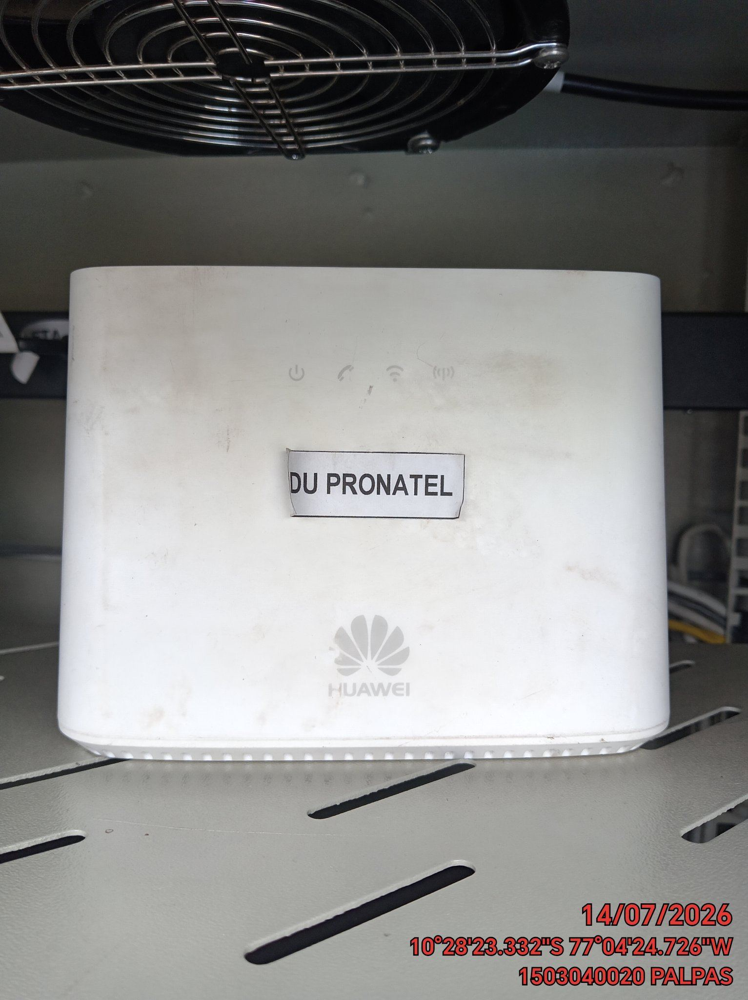 DU PRONATEL
HUAWEI
14/07/2026
10°28'23.332"S 77°04'24.726"W
1503040020 PALPAS